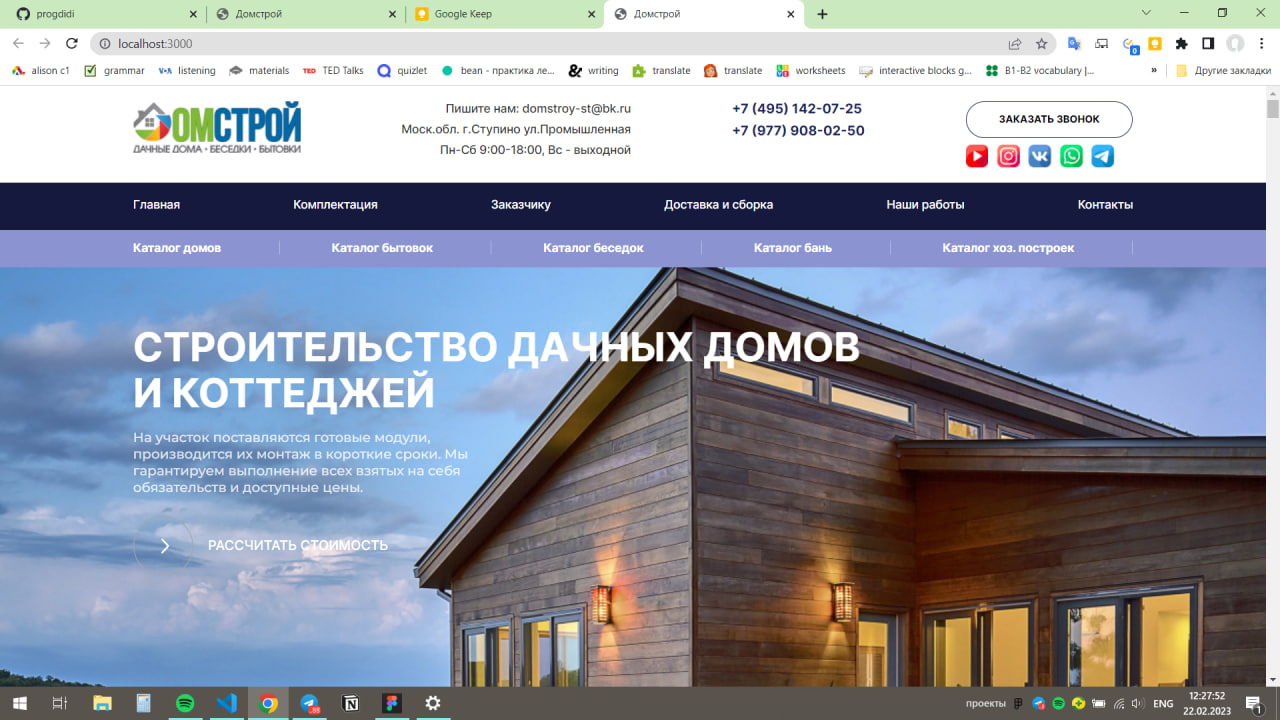 progdidi
Домстрой
Google Keep
Домстрой
localhost:3000
alison c1
grammar
listening
materials
TED TED Talks
quizlet
bean - практика ле...
writing
translate
translate
worksheets
interactive blocks g...
B1-B2 vocabulary |...
»
Другие закладки
ДОМСТРОЙ
ДАЧНЫЕ ДОМА • БЕСЕДКИ • БЫТОВКИ
Пишите нам: domstroy-st@bk.ru
Моск.обл. г.Ступино ул.Промышленная
Пн-Сб 9:00-18:00, Вс - выходной
+7 (495) 142-07-25
+7 (977) 908-02-50
ЗАКАЗАТЬ ЗВОНОК
Главная
Комплектация
Заказчику
Доставка и сборка
Наши работы
Контакты
Каталог домов
Каталог бытовок
Каталог беседок
Каталог бань
Каталог хоз. построек
СТРОИТЕЛЬСТВО ДАЧНЫХ ДОМОВ
И КОТТЕДЖЕЙ
На участок поставляются готовые модули,
производится их монтаж в короткие сроки. Мы
гарантируем выполнение всех взятых на себя
обязательств и доступные цены.
РАССЧИТАТЬ СТОИМОСТЬ
проекты
ENG
12:27:52
22.02.2023
1